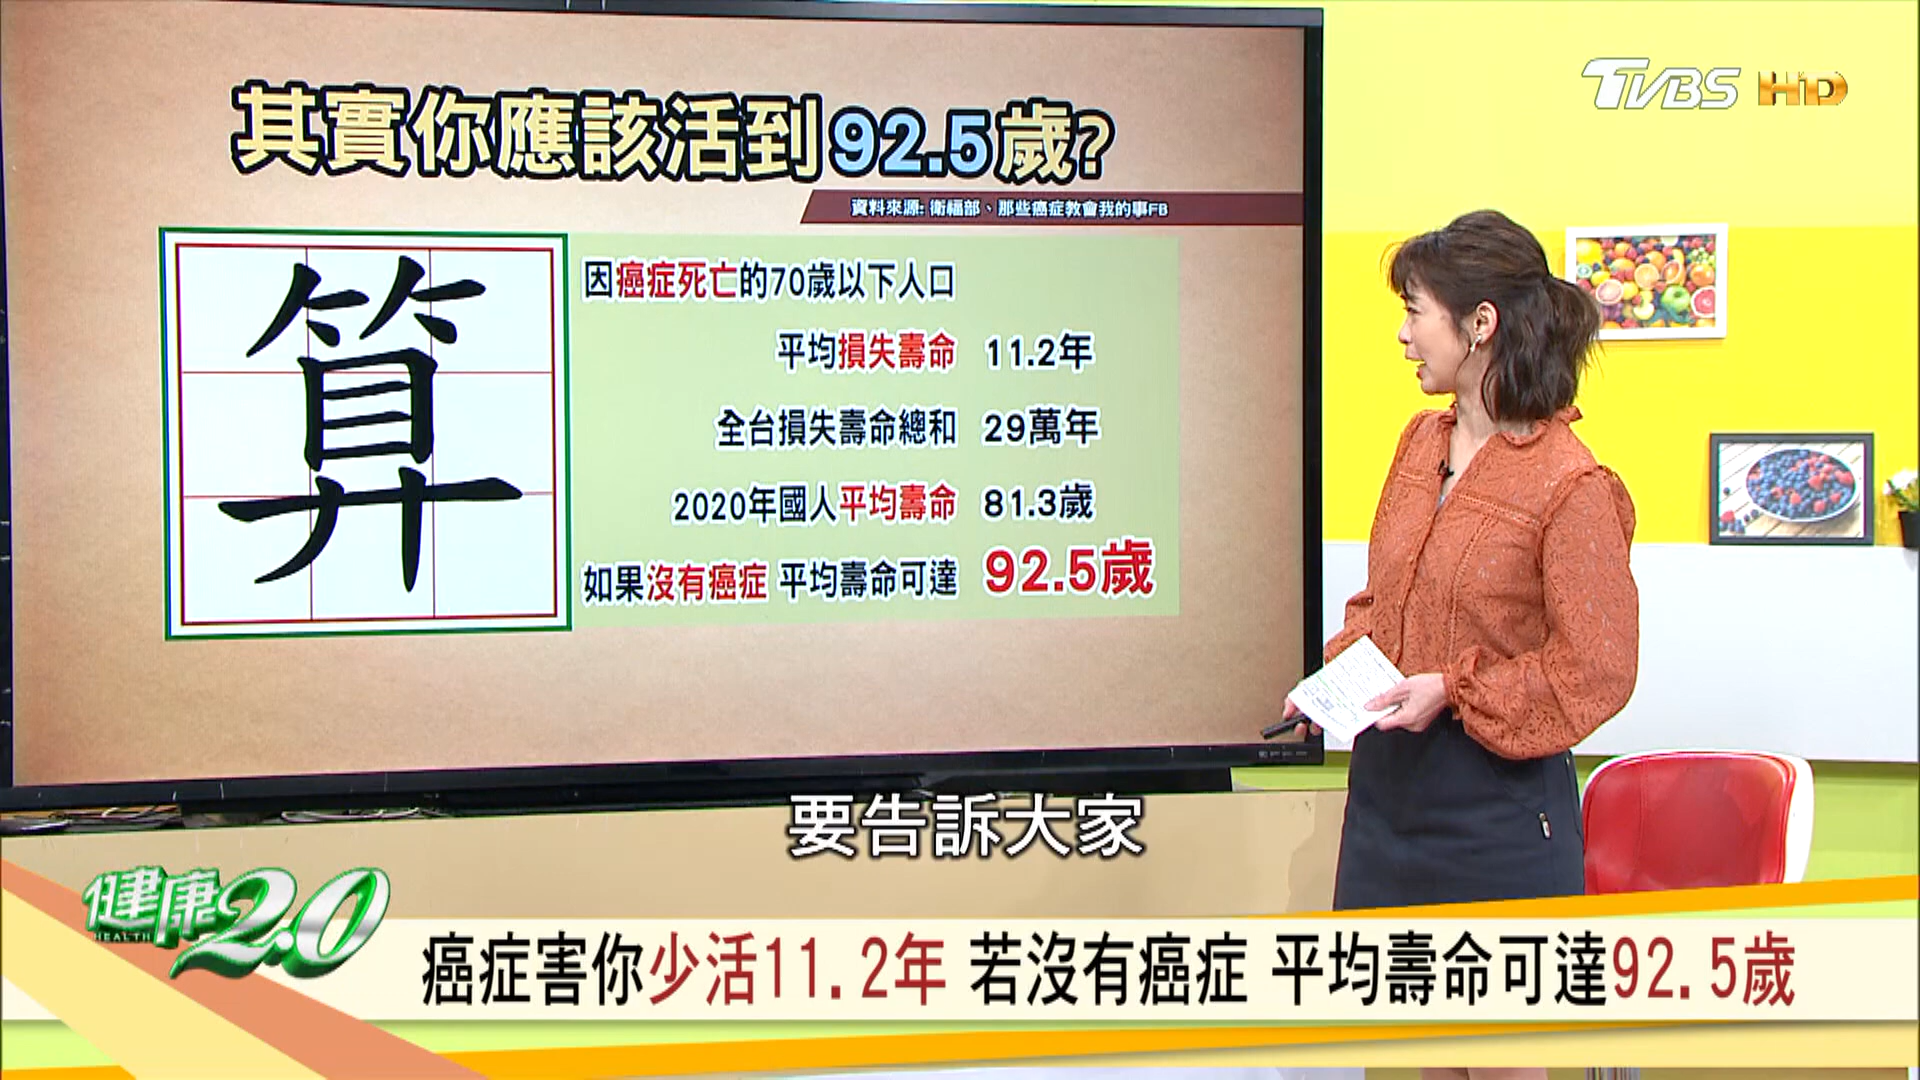 TVBS HD
其實你應該活到92.5歲?
資料來源:衛福部、那些癌症教會我的事FB
算
因癌症死亡的70歲以下人口
平均損失壽命 11.2年
全台損失壽命總和 29萬年
2020年國人平均壽命 81.3歲
如果沒有癌症 平均壽命可達 92.5歲
要告訴大家
健康2.0
HEALTH
癌症害你少活11.2年 若沒有癌症 平均壽命可達92.5歲